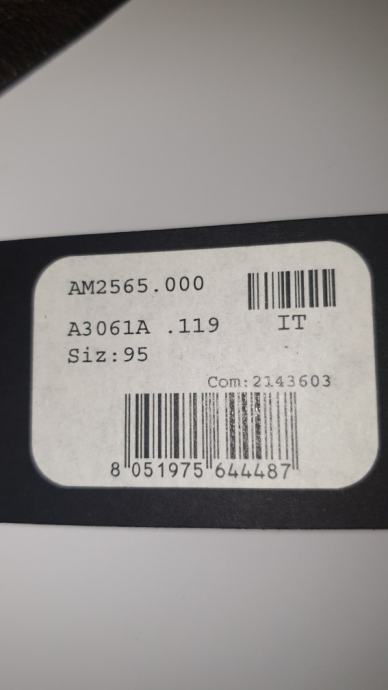 AM2565.000
A3061A .119 IT
Siz:95
Com:2143603
8 051975 644487